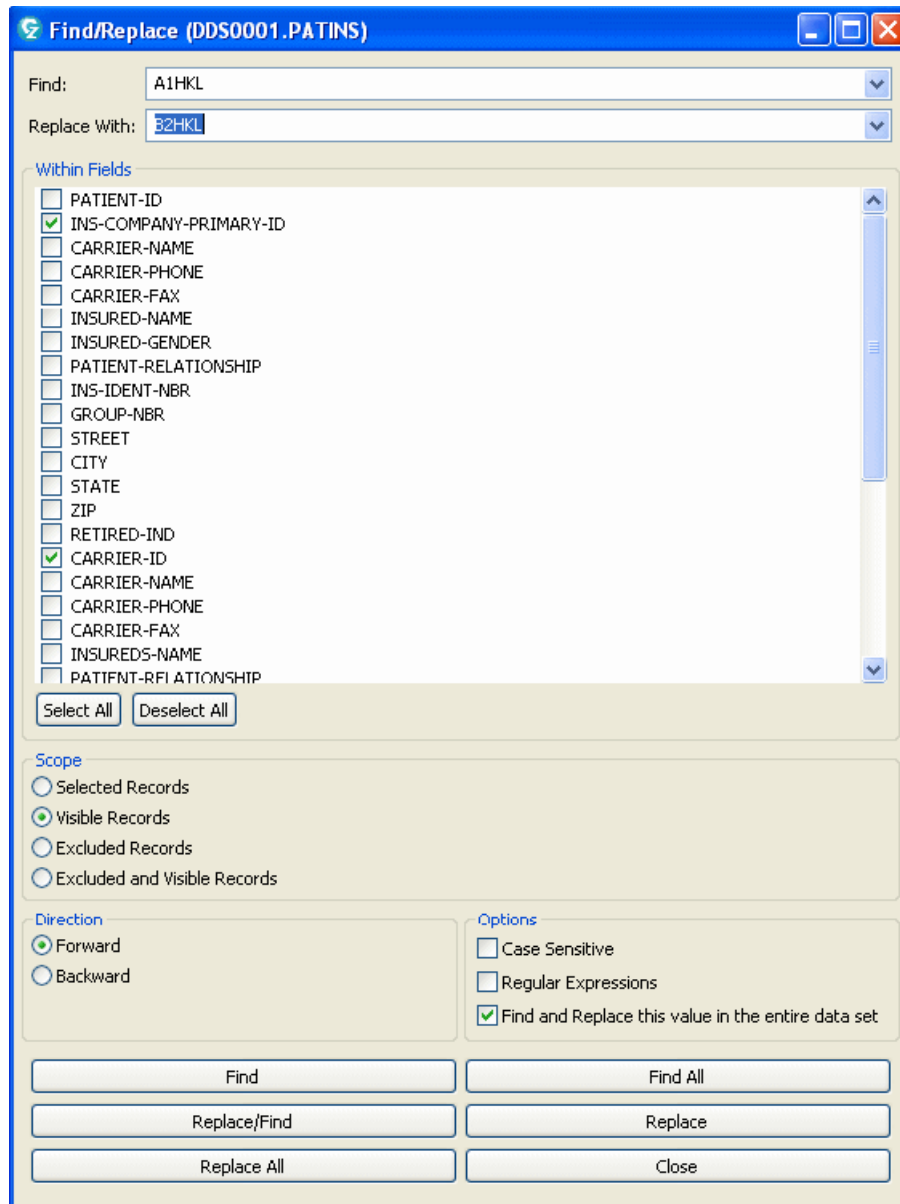 Find/Replace (DDS0001.PATINS)
Find: A1HKL
Replace With: B2HKL
Within Fields
PATIENT-ID
INS-COMPANY-PRIMARY-ID
CARRIER-NAME
CARRIER-PHONE
CARRIER-FAX
INSURED-NAME
INSURED-GENDER
PATIENT-RELATIONSHIP
INS-IDENT-NBR
GROUP-NBR
STREET
CITY
STATE
ZIP
RETIRED-IND
CARRIER-ID
CARRIER-NAME
CARRIER-PHONE
CARRIER-FAX
INSUREDS-NAME
PATIENT-RELATIONSHIP
Select All Deselect All
Scope
Selected Records
Visible Records
Excluded Records
Excluded and Visible Records
Direction
Forward
Backward
Options
Case Sensitive
Regular Expressions
Find and Replace this value in the entire data set
Find Find All
Replace/Find Replace
Replace All Close